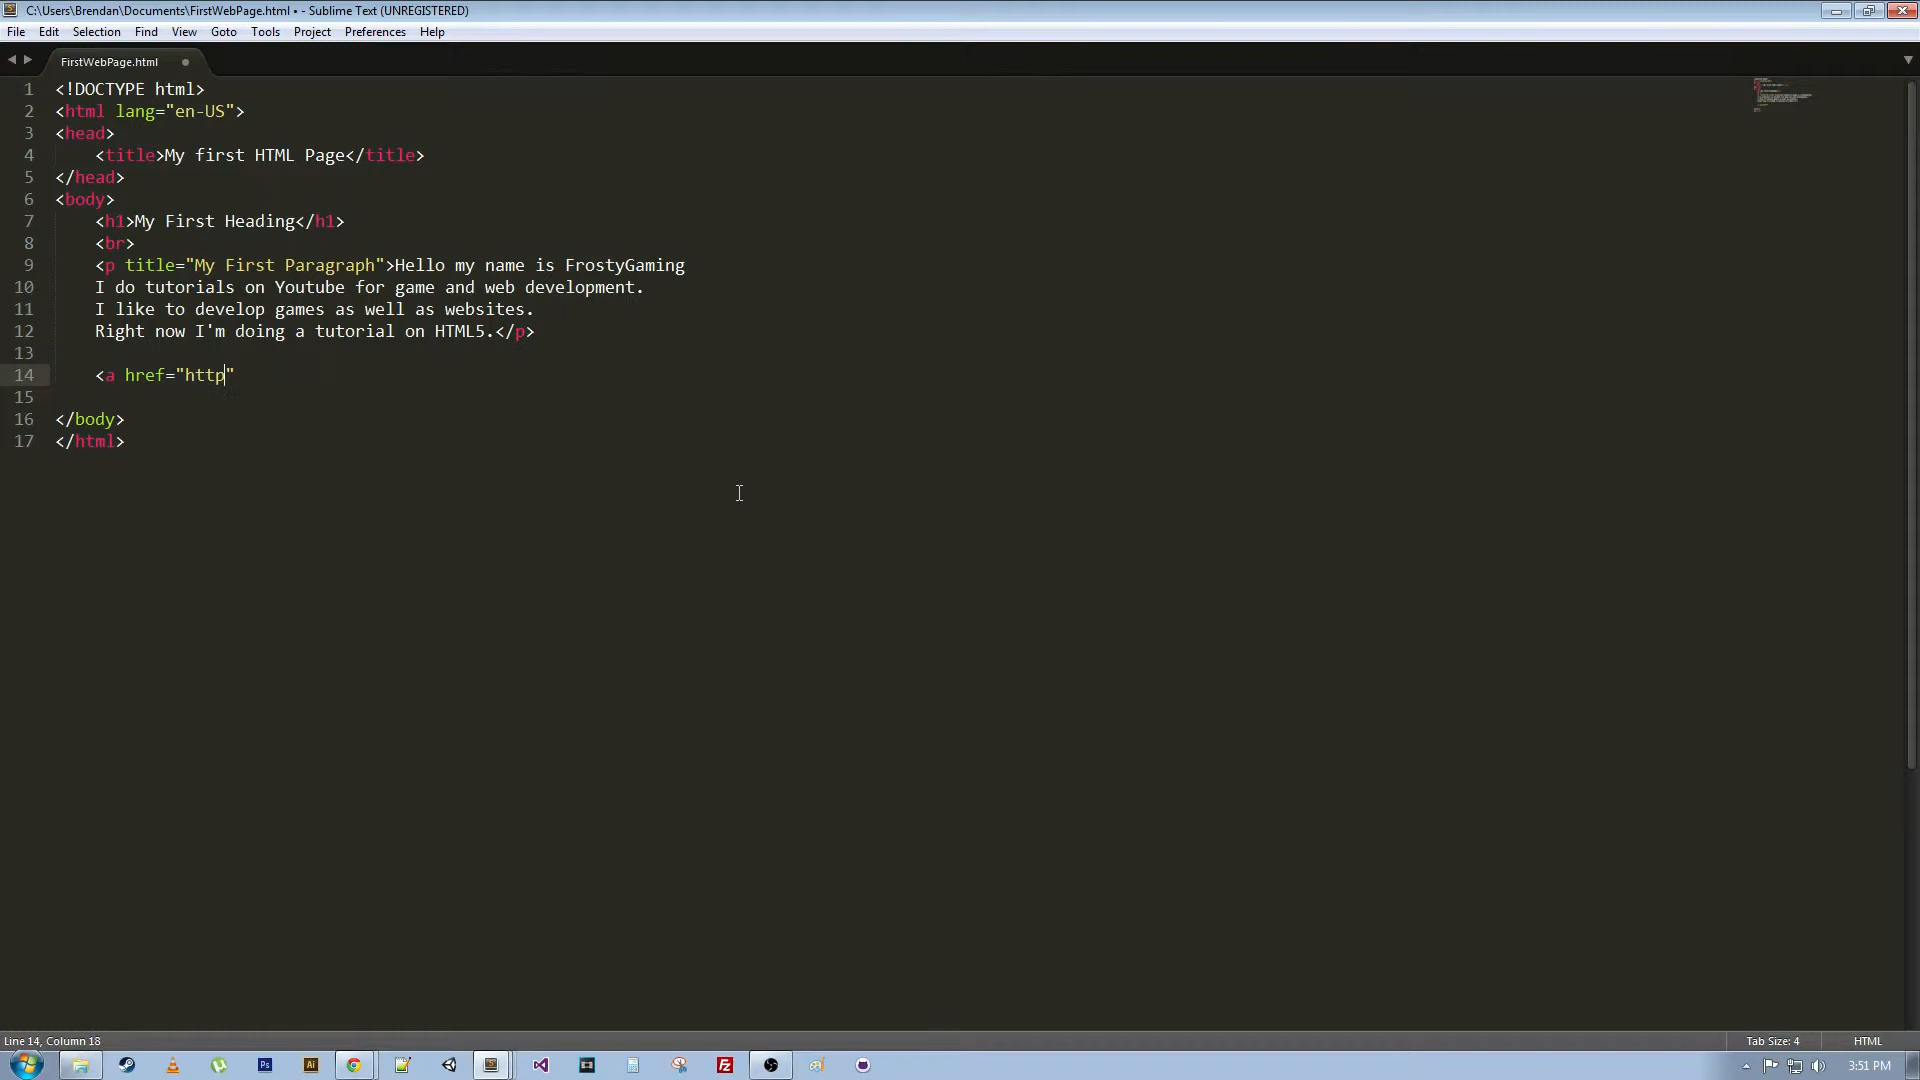 C:\Users\Brendan\Documents\FirstWebPage.html • - Sublime Text (UNREGISTERED)
File Edit Selection Find View Goto Tools Project Preferences Help
FirstWebPage.html
1 <!DOCTYPE html>
2 <html lang="en-US">
3 <head>
4 <title>My first HTML Page</title>
5 </head>
6 <body>
7 <h1>My First Heading</h1>
8 <br>
9 <p title="My First Paragraph">Hello my name is FrostyGaming
10 I do tutorials on Youtube for game and web development.
11 I like to develop games as well as websites.
12 Right now I'm doing a tutorial on HTML5.</p>
13
14 <a href="http"
15
16 </body>
17 </html>
Line 14, Column 18 Tab Size: 4 HTML
Ps Ai Fz 3:51 PM